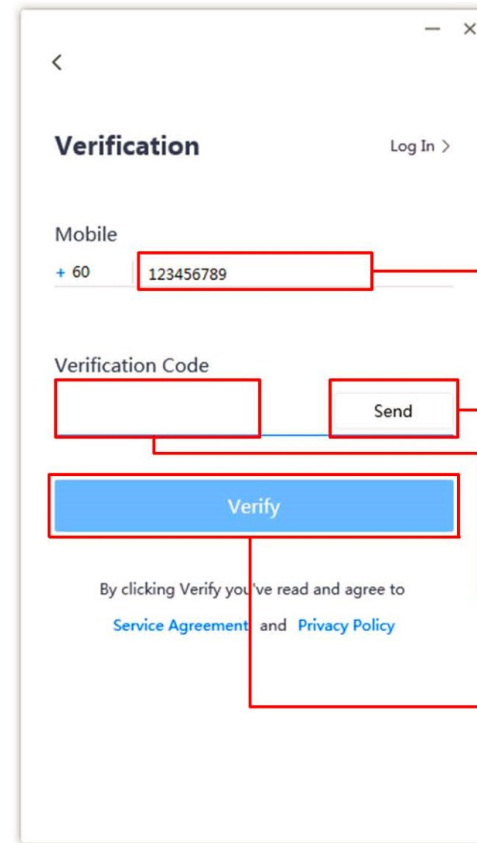 Verification
Log In >
Mobile
+ 60 123456789
Verification Code
Send
Verify
By clicking Verify you've read and agree to
Service Agreement and Privacy Policy